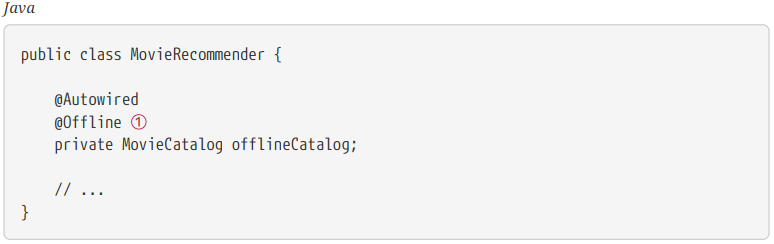 Java
public class MovieRecommender {
@Autowired
@Offline ①
private MovieCatalog offlineCatalog;
// ...
}